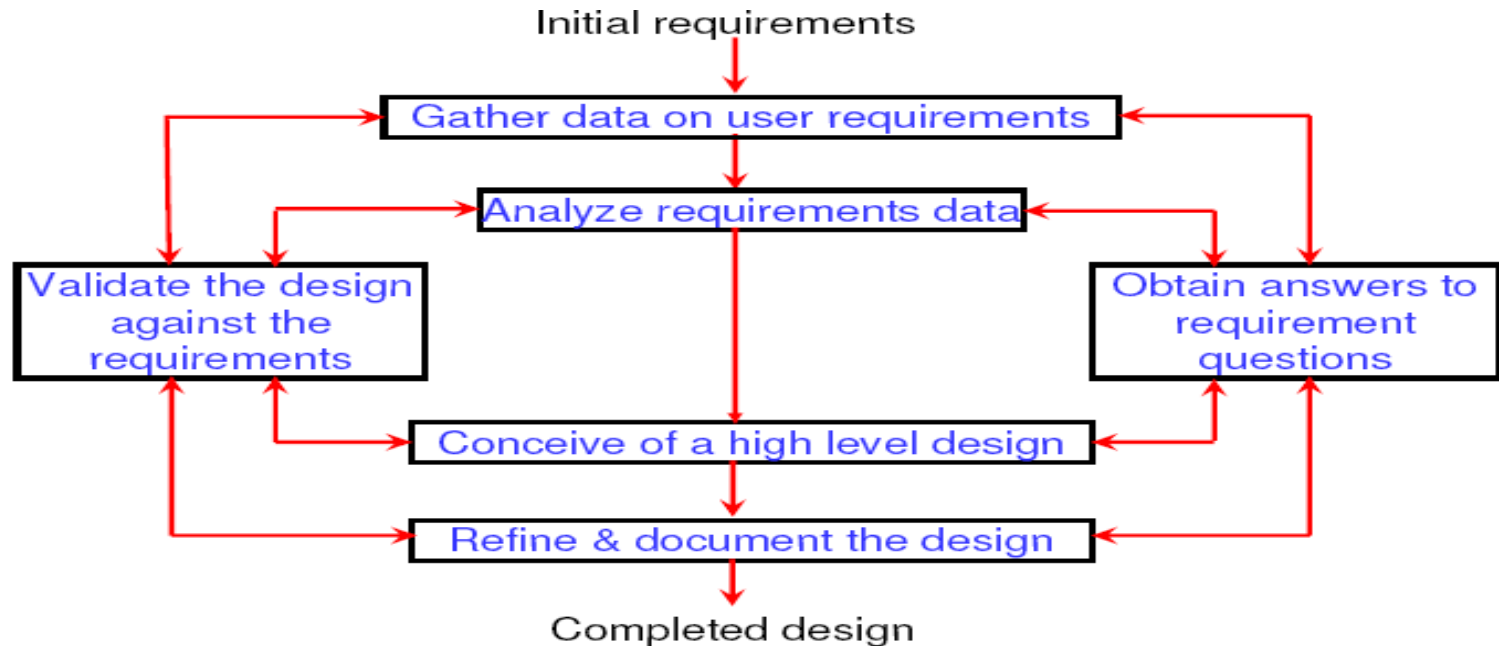 Initial requirements
Gather data on user requirements
Analyze requirements data
Validate the design
against the
requirements
Obtain answers to
requirement
questions
Conceive of a high level design
Refine & document the design
Completed design